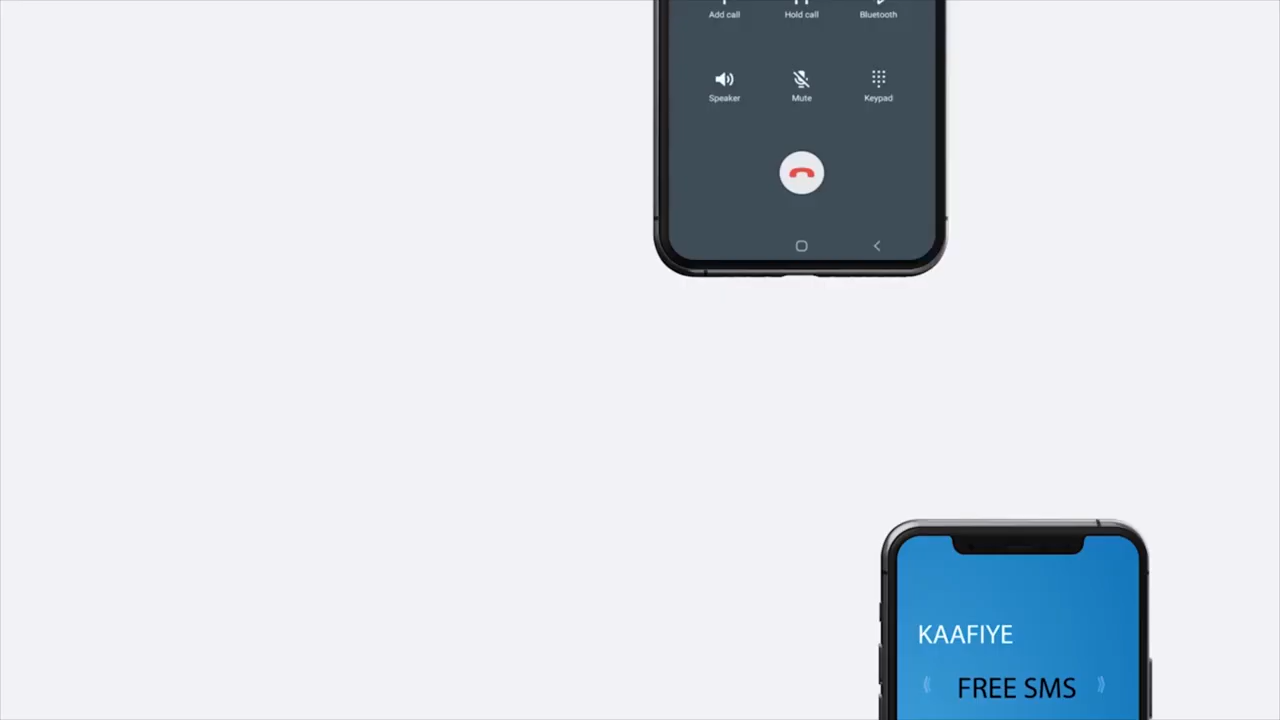 Add call Hold call Bluetooth
Speaker Mute Keypad
KAAFIYE
FREE SMS